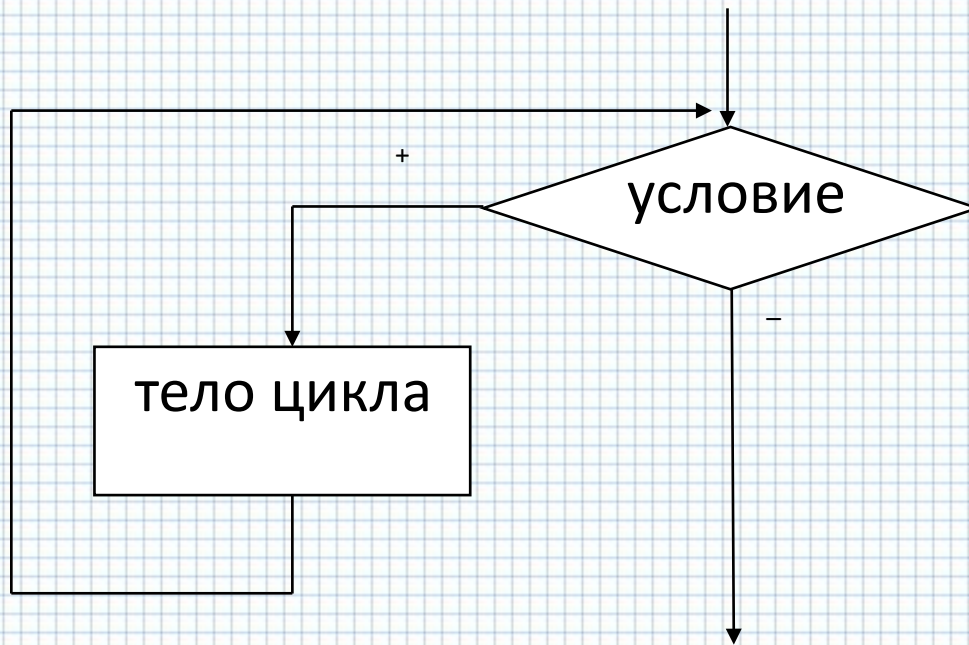 +
условие
–
тело цикла